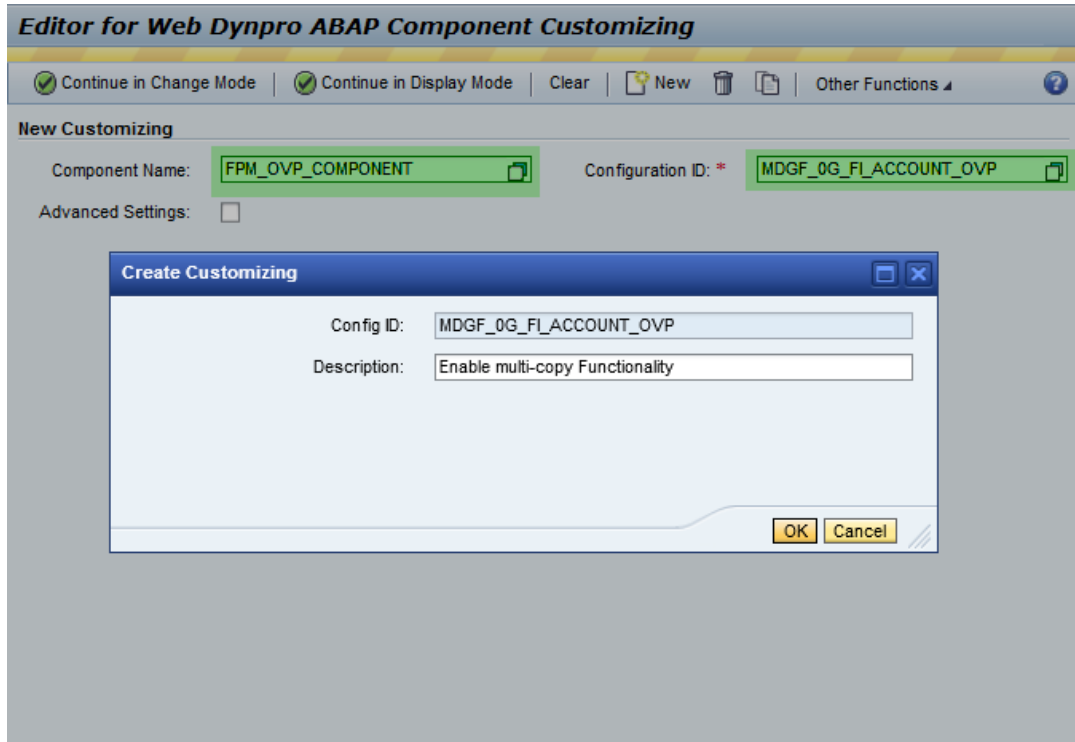 Editor for Web Dynpro ABAP Component Customizing
Continue in Change Mode Continue in Display Mode Clear New Other Functions
New Customizing
Component Name: FPM_OVP_COMPONENT Configuration ID: * MDGF_0G_FI_ACCOUNT_OVP
Advanced Settings:
Create Customizing
Config ID: MDGF_0G_FI_ACCOUNT_OVP
Description: Enable multi-copy Functionality
OK Cancel